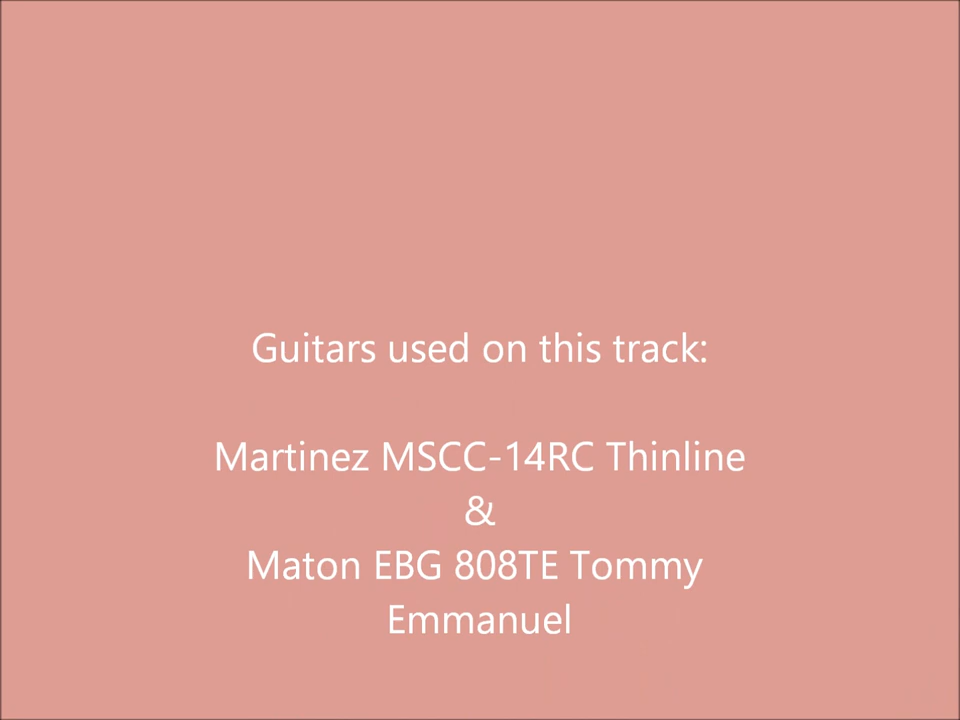 Guitars used on this track:
Martinez MSCC-14RC Thinline
&
Maton EBG 808TE Tommy
Emmanuel